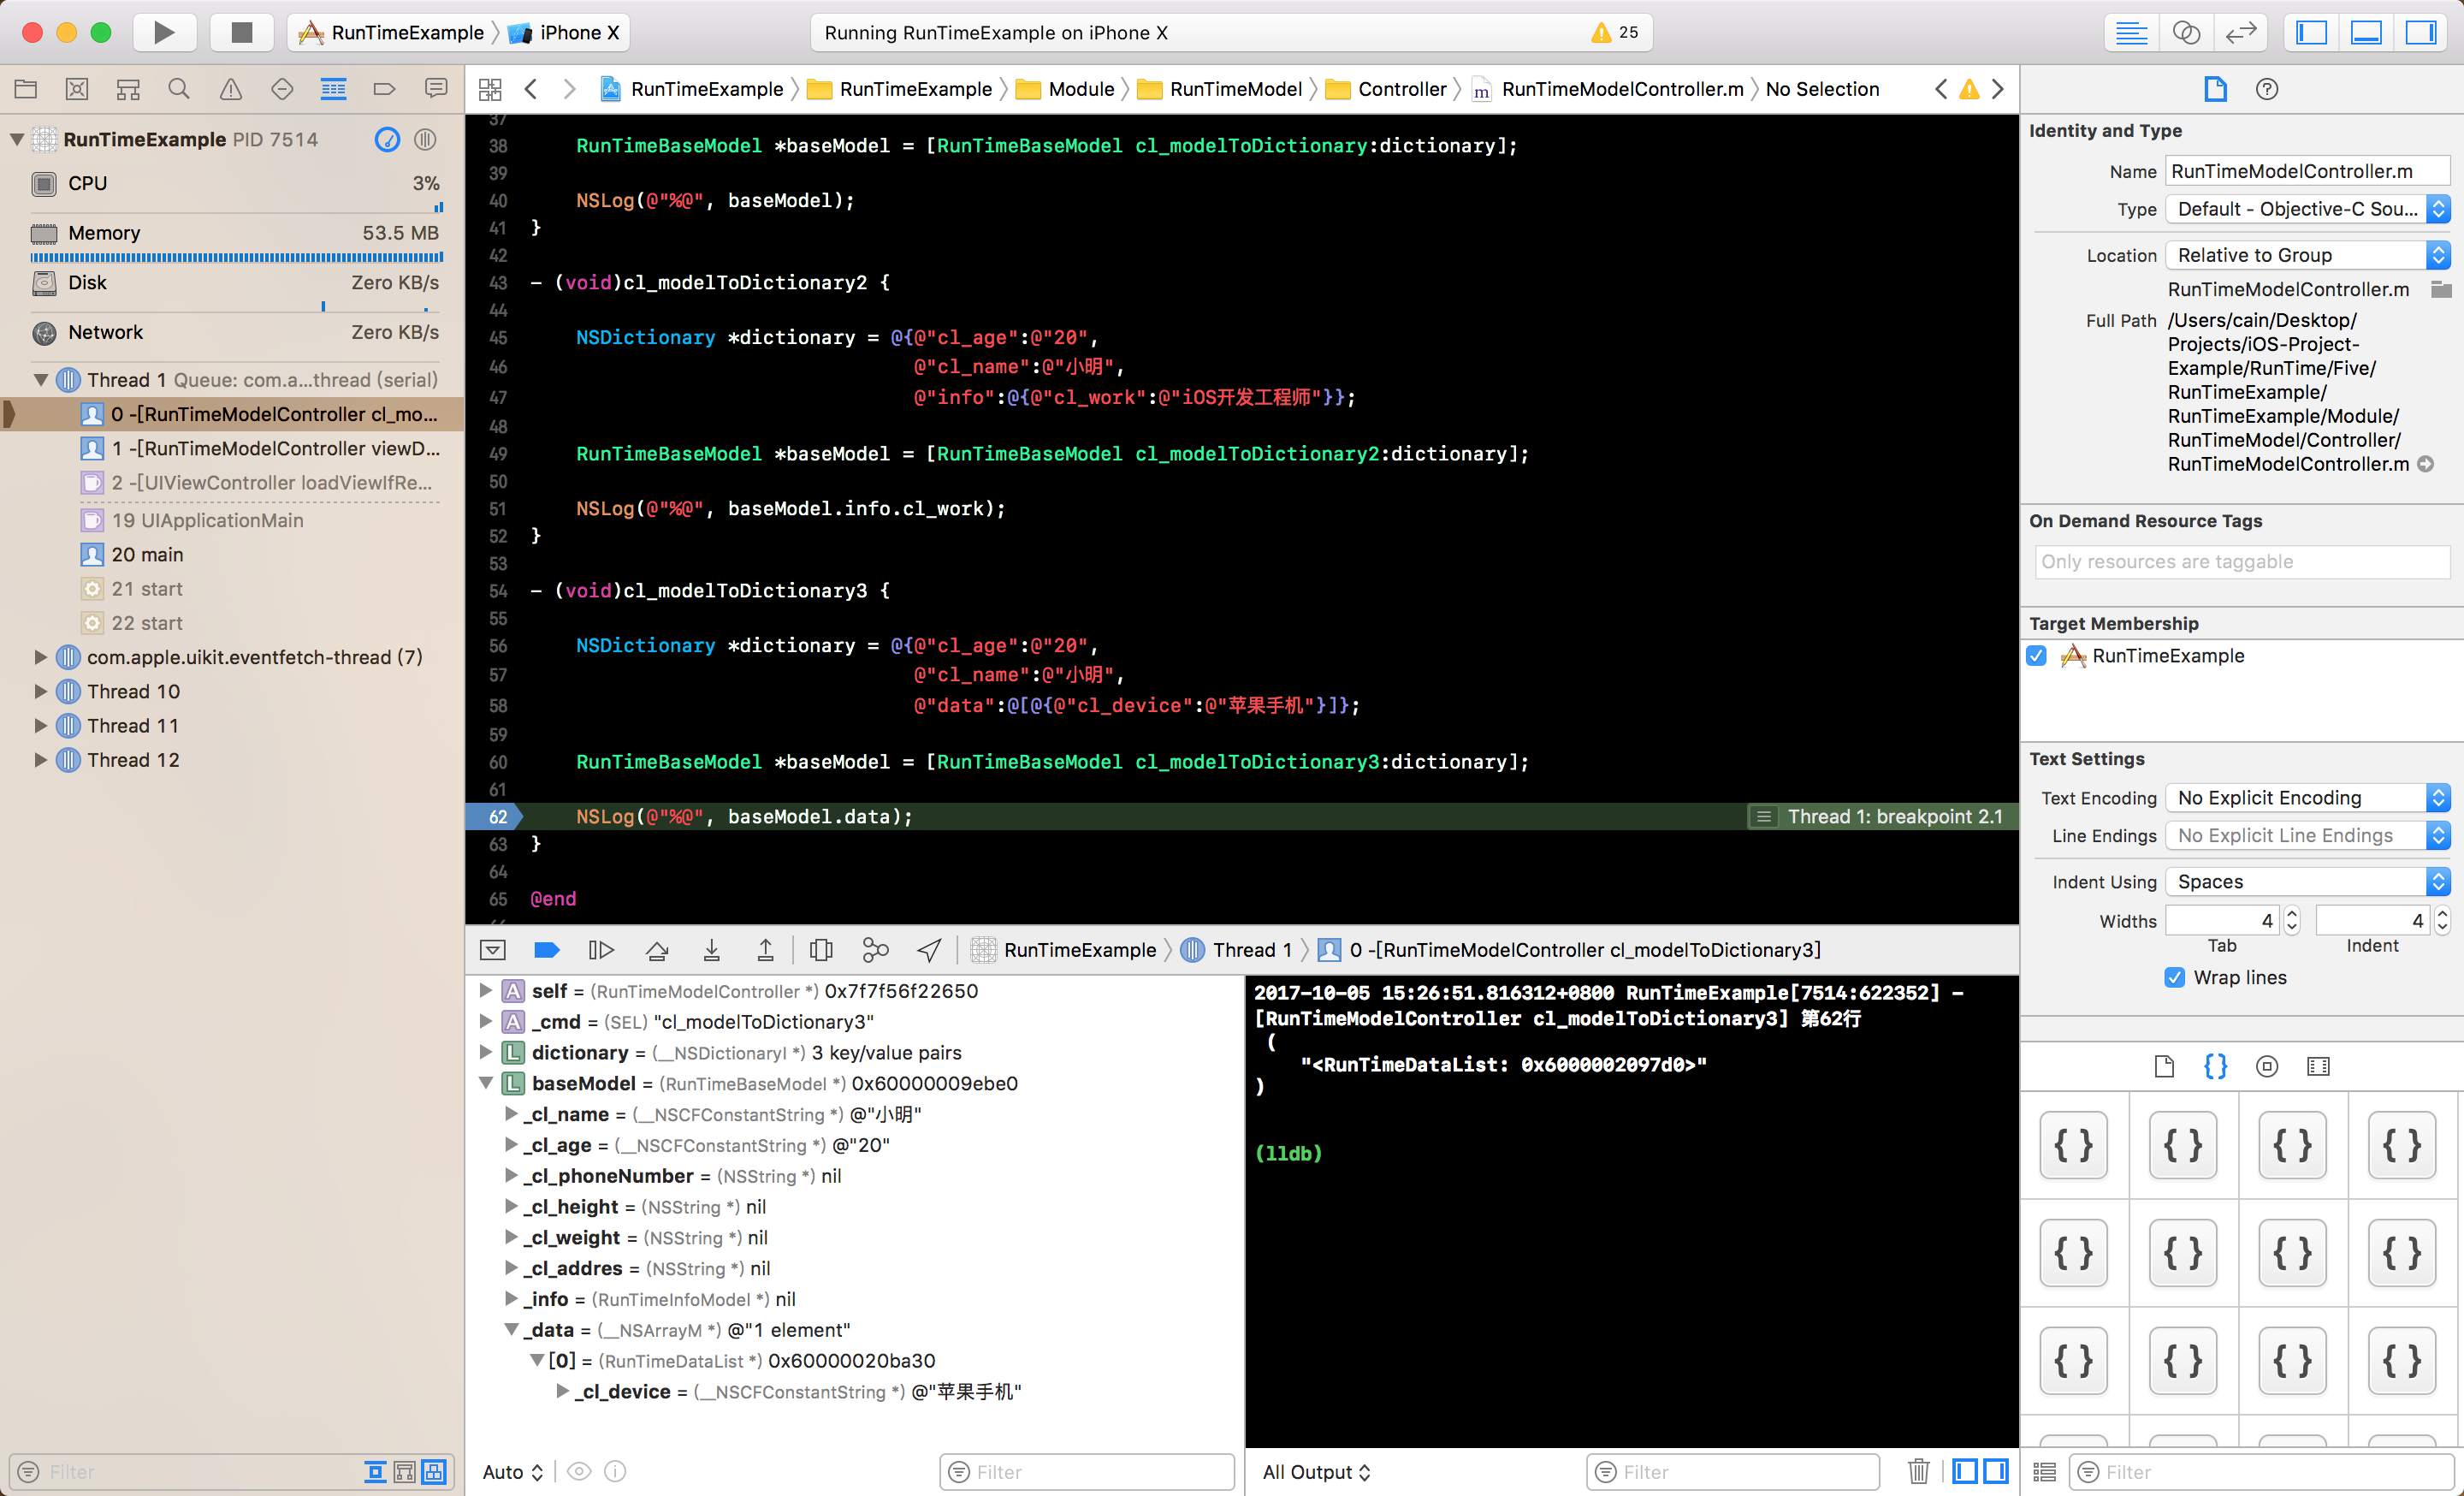 RunTimeExample 〉 iPhone X
Running RunTimeExample on iPhone X 25
RunTimeExample 〉 RunTimeExample 〉 Module 〉 RunTimeModel 〉 Controller 〉 RunTimeModelController.m 〉 No Selection
RunTimeExample PID 7514
CPU 3%
Memory 53.5 MB
Disk Zero KB/s
Network Zero KB/s
Thread 1 Queue: com.a...thread (serial)
0 -[RunTimeModelController cl_mo...
1 -[RunTimeModelController viewD...
2 -[UIViewController loadViewIfRe...
19 UIApplicationMain
20 main
21 start
22 start
com.apple.uikit.eventfetch-thread (7)
Thread 10
Thread 11
Thread 12
Filter
37
38 RunTimeBaseModel *baseModel = [RunTimeBaseModel cl_modelToDictionary:dictionary];
39
40 NSLog(@"%@", baseModel);
41 }
42
43 - (void)cl_modelToDictionary2 {
44
45 NSDictionary *dictionary = @{@"cl_age":@"20",
46 @"cl_name":@"小明",
47 @"info":@{@"cl_work":@"iOS开发工程师"}};
48
49 RunTimeBaseModel *baseModel = [RunTimeBaseModel cl_modelToDictionary2:dictionary];
50
51 NSLog(@"%@", baseModel.info.cl_work);
52 }
53
54 - (void)cl_modelToDictionary3 {
55
56 NSDictionary *dictionary = @{@"cl_age":@"20",
57 @"cl_name":@"小明",
58 @"data":@[@{@"cl_device":@"苹果手机"}]};
59
60 RunTimeBaseModel *baseModel = [RunTimeBaseModel cl_modelToDictionary3:dictionary];
61
62 NSLog(@"%@", baseModel.data); Thread 1: breakpoint 2.1
63 }
64
65 @end
RunTimeExample 〉 Thread 1 〉 0 -[RunTimeModelController cl_modelToDictionary3]
self = (RunTimeModelController *) 0x7f7f56f22650
_cmd = (SEL) "cl_modelToDictionary3"
dictionary = (__NSDictionaryI *) 3 key/value pairs
baseModel = (RunTimeBaseModel *) 0x60000009ebe0
_cl_name = (__NSCFConstantString *) @"小明"
_cl_age = (__NSCFConstantString *) @"20"
_cl_phoneNumber = (NSString *) nil
_cl_height = (NSString *) nil
_cl_weight = (NSString *) nil
_cl_addres = (NSString *) nil
_info = (RunTimeInfoModel *) nil
_data = (__NSArrayM *) @"1 element"
[0] = (RunTimeDataList *) 0x60000020ba30
_cl_device = (__NSCFConstantString *) @"苹果手机"
Auto
Filter
2017-10-05 15:26:51.816312+0800 RunTimeExample[7514:622352] -
[RunTimeModelController cl_modelToDictionary3] 第62行
(
"<RunTimeDataList: 0x6000002097d0>"
)
(lldb)
All Output
Filter
Identity and Type
Name RunTimeModelController.m
Type Default - Objective-C Sou...
Location Relative to Group
RunTimeModelController.m
Full Path /Users/cain/Desktop/
Projects/iOS-Project-
Example/RunTime/Five/
RunTimeExample/
RunTimeExample/Module/
RunTimeModel/Controller/
RunTimeModelController.m
On Demand Resource Tags
Only resources are taggable
Target Membership
RunTimeExample
Text Settings
Text Encoding No Explicit Encoding
Line Endings No Explicit Line Endings
Indent Using Spaces
Widths 4 4
Tab Indent
Wrap lines
{ } { } { } { }
{ } { } { } { }
{ } { } { } { }
Filter